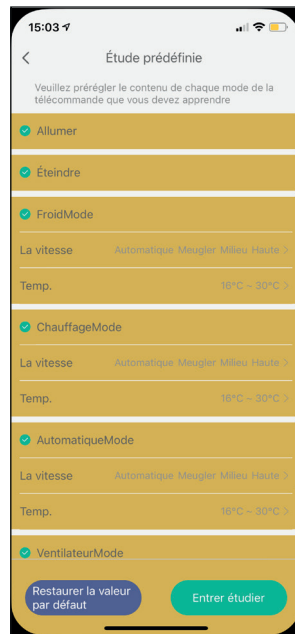 15:03
Étude prédéfinie
Veuillez prérégler le contenu de chaque mode de la
télécommande que vous devez apprendre
Allumer
Éteindre
FroidMode
La vitesse Automatique Meugler Milieu Haute >
Temp. 16°C ~ 30°C >
ChauffageMode
La vitesse Automatique Meugler Milieu Haute >
Temp. 16°C ~ 30°C >
AutomatiqueMode
La vitesse Automatique Meugler Milieu Haute >
Temp. 16°C ~ 30°C >
VentilateurMode
Restaurer la valeur
par défaut
Entrer étudier